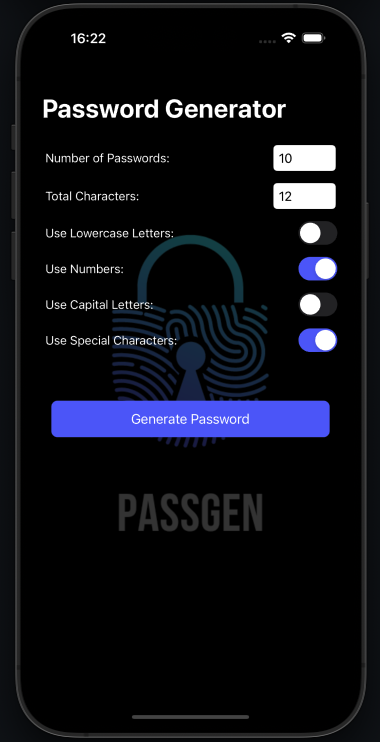 16:22
Password Generator
Number of Passwords: 10
Total Characters: 12
Use Lowercase Letters:
Use Numbers:
Use Capital Letters:
Use Special Characters:
Generate Password
PASSGEN